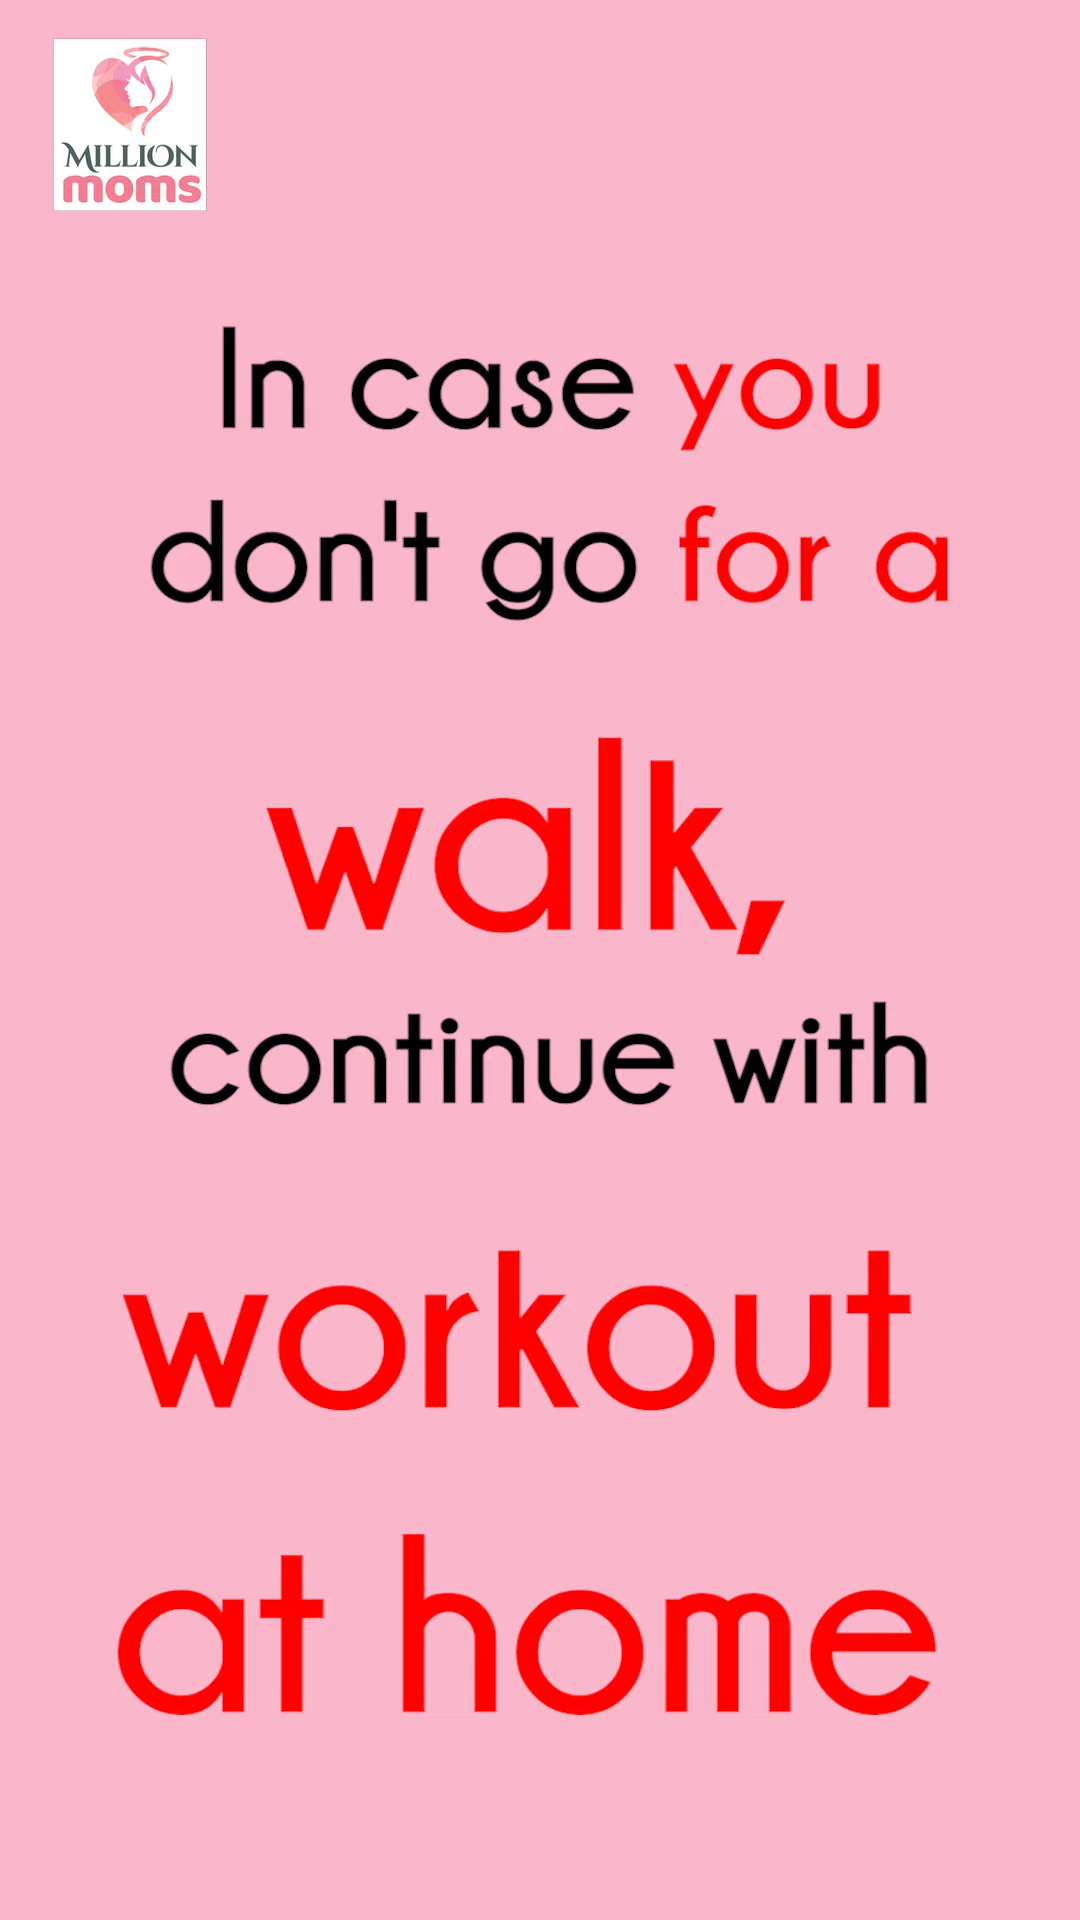 MILLION
moms
In case you
don't go for a
walk,
continue with
workout
at home